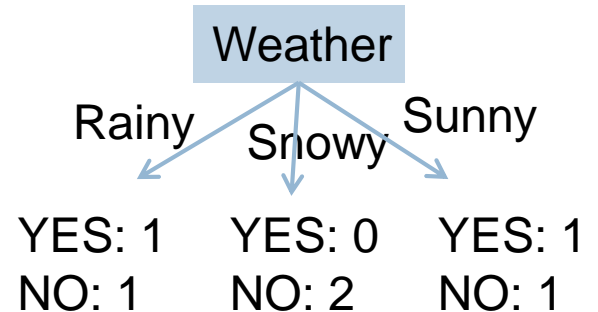 Weather
Rainy
Snowy
Sunny
YES: 1
NO: 1
YES: 0
NO: 2
YES: 1
NO: 1